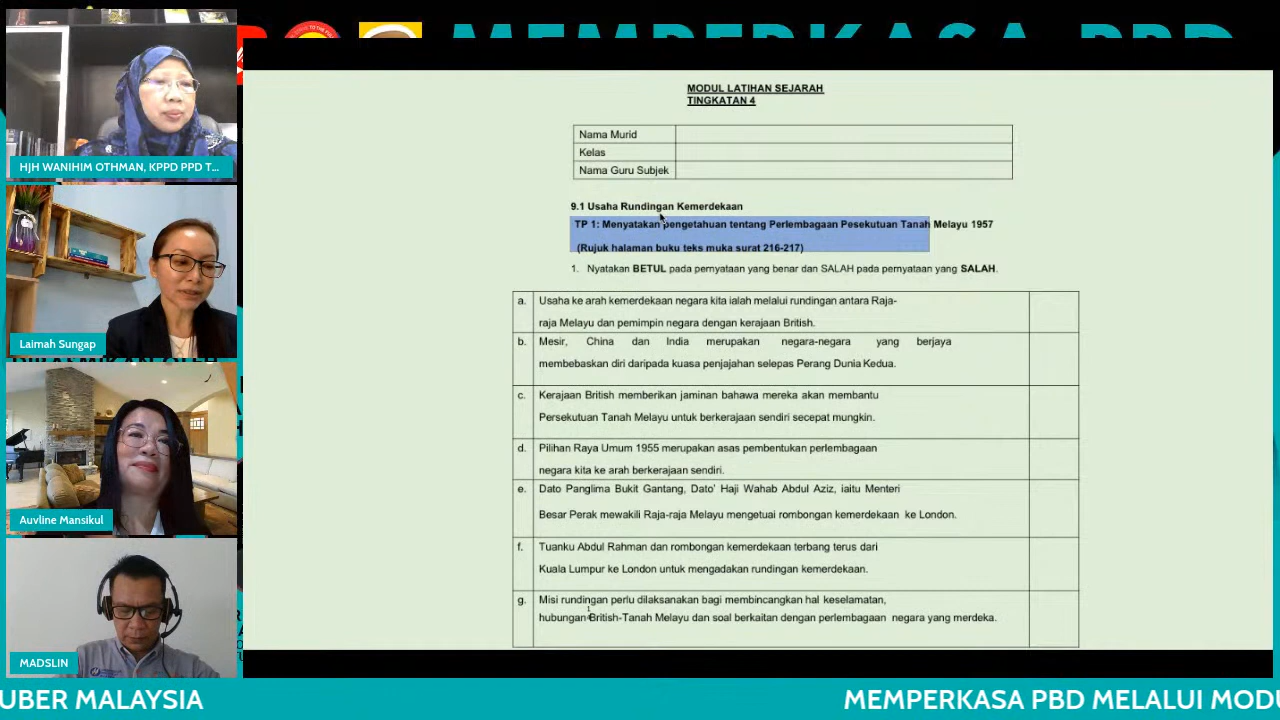 MEMPERKASA PBD
HJH WANIHIM OTHMAN, KPPD PPD T...
Laimah Sungap
Auvline Mansikul
MADSLIN
MODUL LATIHAN SEJARAH
TINGKATAN 4
Nama Murid
Kelas
Nama Guru Subjek
9.1 Usaha Rundingan Kemerdekaan
TP 1: Menyatakan pengetahuan tentang Perlembagaan Pesekutuan Tanah Melayu 1957
(Rujuk halaman buku teks muka surat 216-217)
1. Nyatakan BETUL pada pernyataan yang benar dan SALAH pada pernyataan yang SALAH.
a. Usaha ke arah kemerdekaan negara kita ialah melalui rundingan antara Raja-
raja Melayu dan pemimpin negara dengan kerajaan British.
b. Mesir, China dan India merupakan negara-negara yang berjaya
membebaskan diri daripada kuasa penjajahan selepas Perang Dunia Kedua.
c. Kerajaan British memberikan jaminan bahawa mereka akan membantu
Persekutuan Tanah Melayu untuk berkerajaan sendiri secepat mungkin.
d. Pilihan Raya Umum 1955 merupakan asas pembentukan perlembagaan
negara kita ke arah berkerajaan sendiri.
e. Dato Panglima Bukit Gantang, Dato' Haji Wahab Abdul Aziz, iaitu Menteri
Besar Perak mewakili Raja-raja Melayu mengetuai rombongan kemerdekaan ke London.
f. Tuanku Abdul Rahman dan rombongan kemerdekaan terbang terus dari
Kuala Lumpur ke London untuk mengadakan rundingan kemerdekaan.
g. Misi rundingan perlu dilaksanakan bagi membincangkan hal keselamatan,
hubungan British-Tanah Melayu dan soal berkaitan dengan perlembagaan negara yang merdeka.
UBER MALAYSIA
MEMPERKASA PBD MELALUI MODU